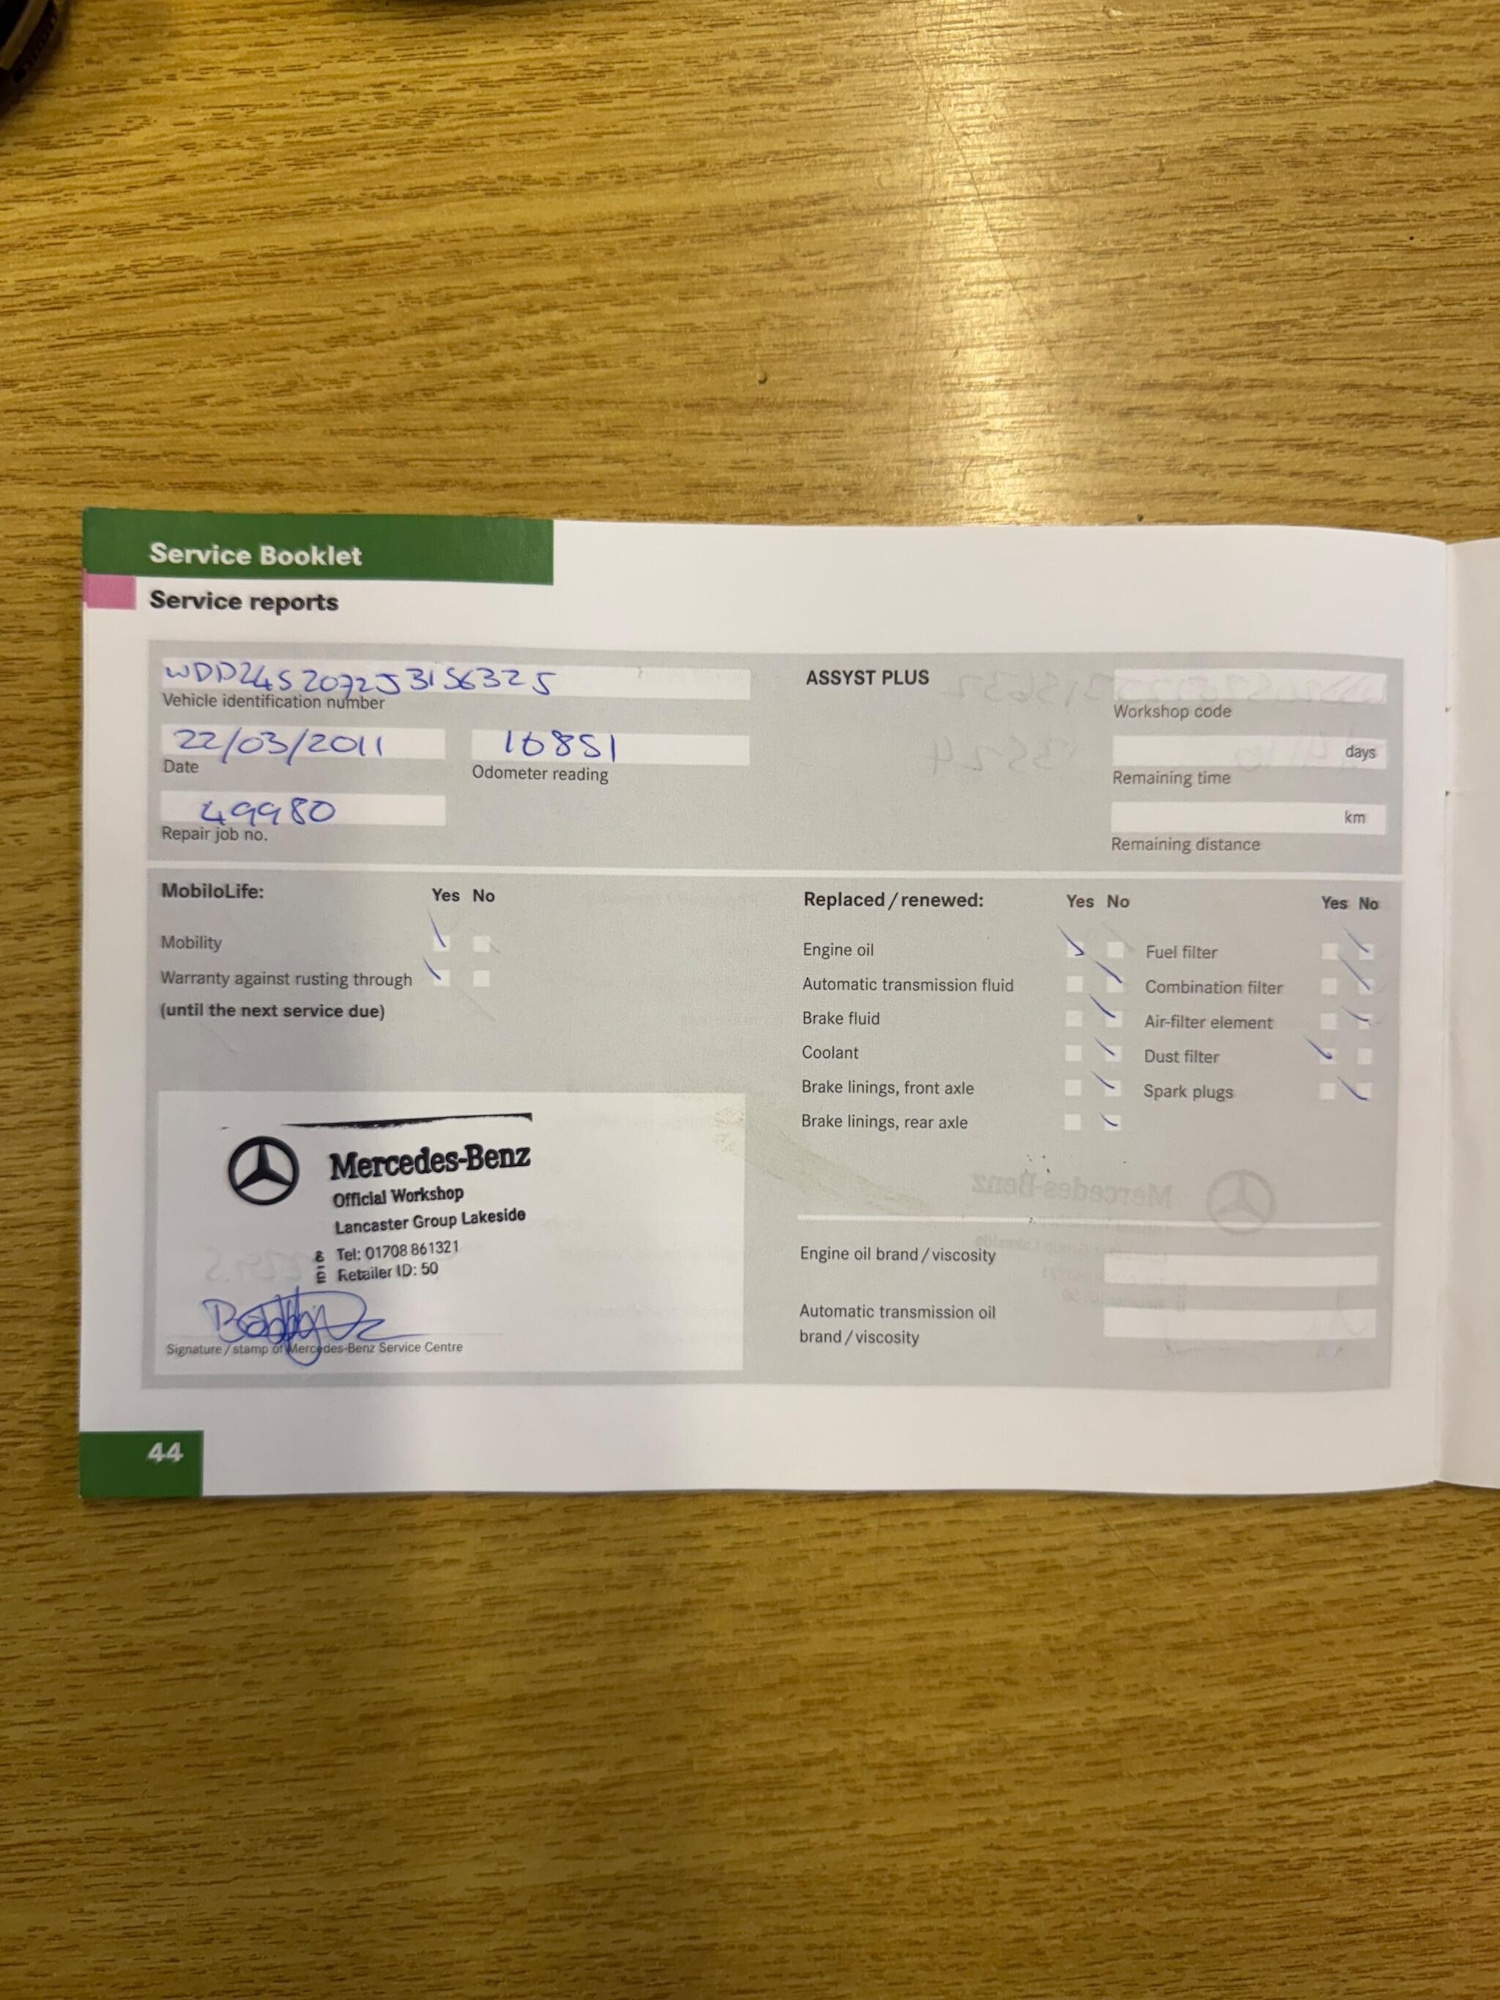 Service Booklet
Service reports
WDD2452072J315632 5
Vehicle identification number
22/03/2011
Date
16851
Odometer reading
49980
Repair job no.
ASSYST PLUS
Workshop code
days
Remaining time
km
Remaining distance
MobiloLife: Yes No
Mobility
Warranty against rusting through
(until the next service due)
Replaced/renewed: Yes No Yes No
Engine oil Fuel filter
Automatic transmission fluid Combination filter
Brake fluid Air-filter element
Coolant Dust filter
Brake linings, front axle Spark plugs
Brake linings, rear axle
Mercedes-Benz
Official Workshop
Lancaster Group Lakeside
Tel: 01708 861321
Retailer ID: 50
Signature/stamp of Mercedes-Benz Service Centre
Engine oil brand/viscosity
Automatic transmission oil
brand/viscosity
44